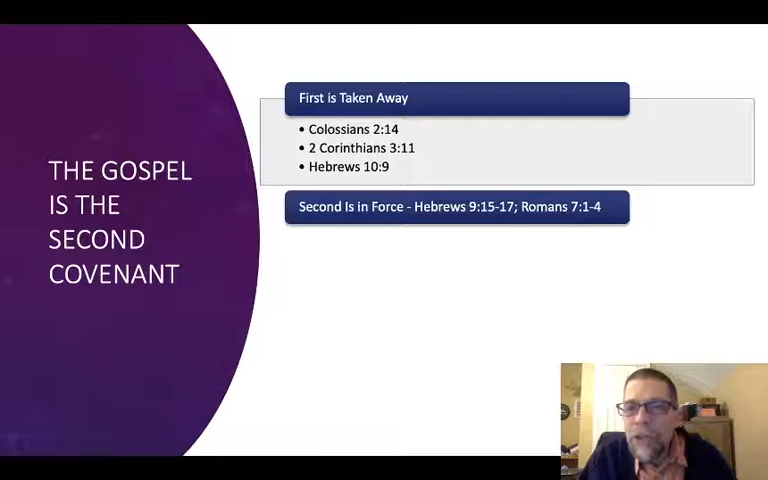 THE GOSPEL
IS THE
SECOND
COVENANT
First is Taken Away
• Colossians 2:14
• 2 Corinthians 3:11
• Hebrews 10:9
Second Is in Force - Hebrews 9:15-17; Romans 7:1-4